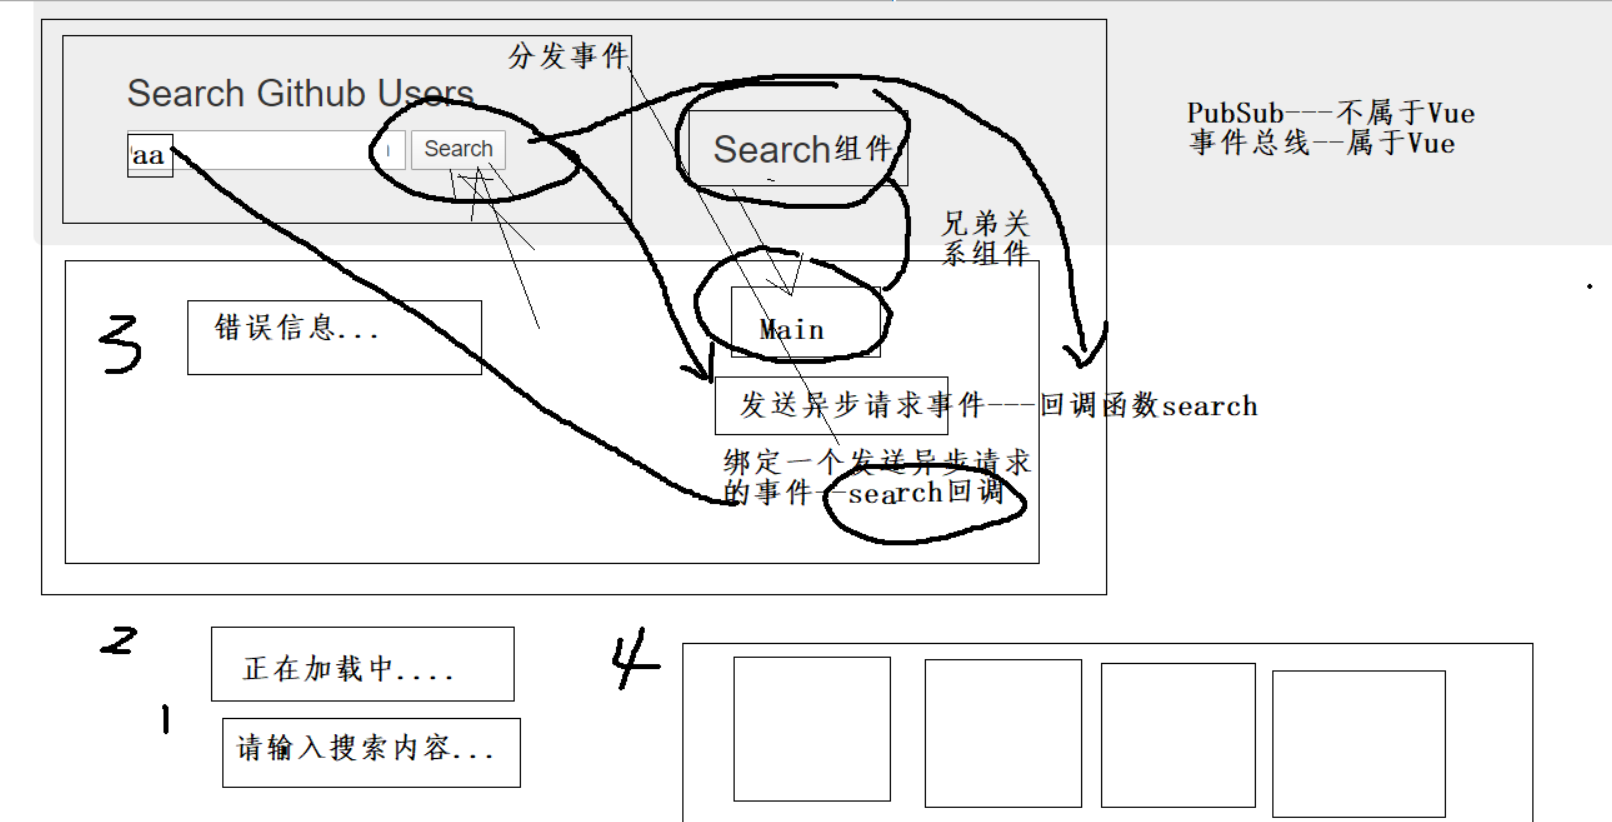 分发事件
Search Github Users
aa
Search
Search组件
PubSub---不属于Vue
事件总线--属于Vue
兄弟关
系组件
3
错误信息...
Main
发送异步请求事件---回调函数search
绑定一个发送异步请求
的事件--search回调
2
正在加载中....
4
1
请输入搜索内容...